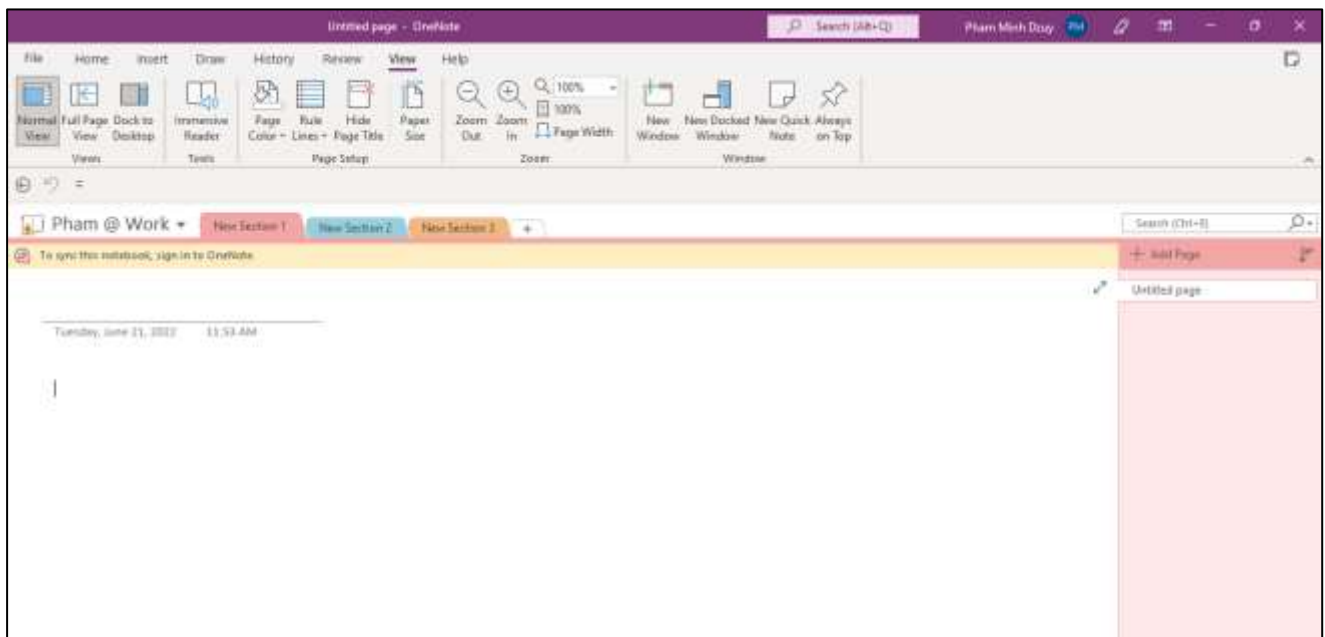 Untitled page - OneNote
Search (Alt+Q)
Pham Minh Dzuy
PM
File Home Insert Draw History Review View Help
Normal View
Full Page View
Dock to Desktop
Immersive Reader
Page Color
Rule Lines
Hide Page Title
Paper Size
Zoom Out
Zoom In
100%
100%
Page Width
New Window
New Docked Window
New Quick Note
Always on Top
Views
Tools
Page Setup
Zoom
Window
Pham @ Work
New Section 1
New Section 2
New Section 3
Search (Ctrl+E)
To sync this notebook, sign in to OneNote.
Add Page
Untitled page
Tuesday, June 21, 2022 11:53 AM